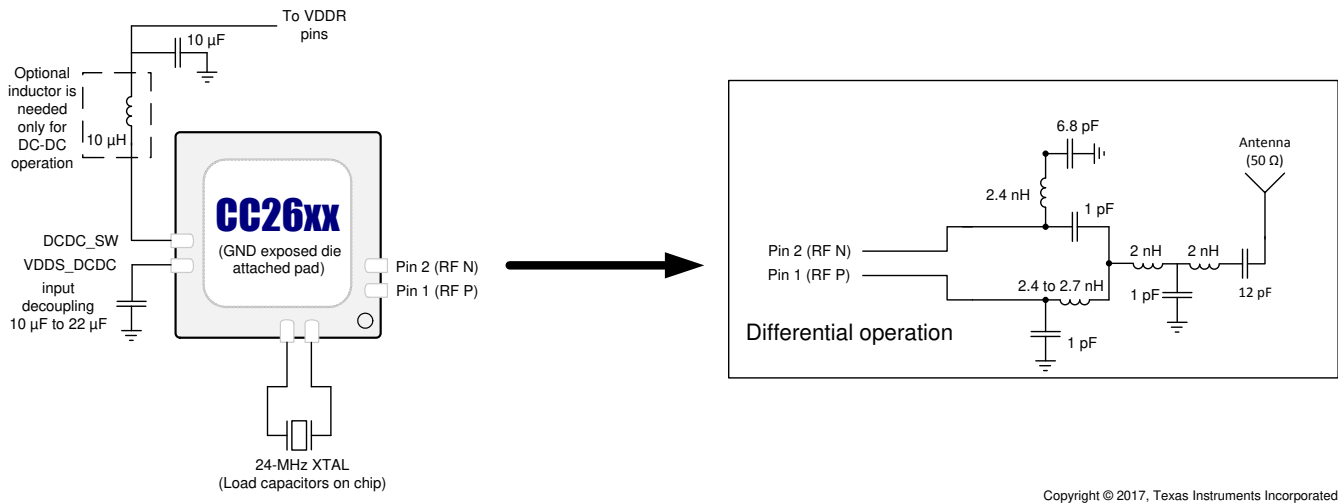 To VDDR
pins
10 µF
Optional
inductor is
needed
only for
DC-DC
operation
10 µH
CC26xx
(GND exposed die
attached pad)
DCDC_SW
VDDS_DCDC
input
decoupling
10 µF to 22 µF
Pin 2 (RF N)
Pin 1 (RF P)
24-MHz XTAL
(Load capacitors on chip)
6.8 pF
Antenna
(50 Ω)
2.4 nH
1 pF
Pin 2 (RF N)
Pin 1 (RF P)
2 nH
2 nH
2.4 to 2.7 nH
1 pF
12 pF
Differential operation
1 pF
Copyright © 2017, Texas Instruments Incorporated